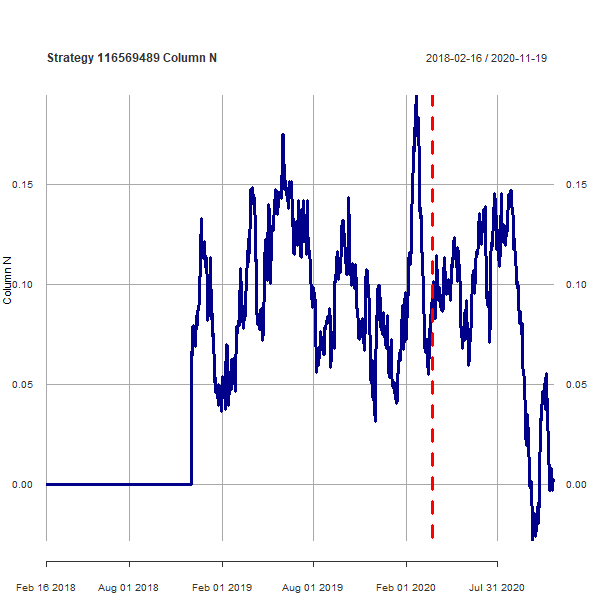 Strategy 116569489 Column N
2018-02-16 / 2020-11-19
Column N
0.15
0.10
0.05
0.00
0.15
0.10
0.05
0.00
Feb 16 2018
Aug 01 2018
Feb 01 2019
Aug 01 2019
Feb 01 2020
Jul 31 2020